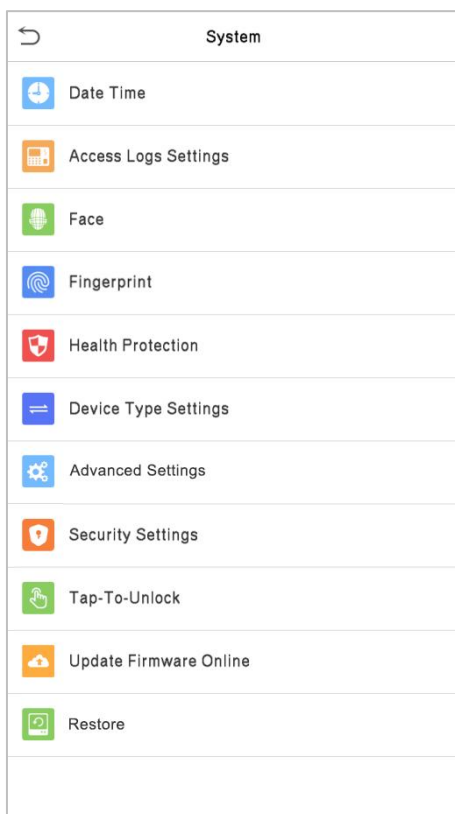 System
Date Time
Access Logs Settings
Face
Fingerprint
Health Protection
Device Type Settings
Advanced Settings
Security Settings
Tap-To-Unlock
Update Firmware Online
Restore